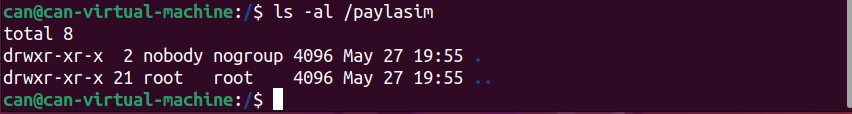 can@can-virtual-machine:/$ ls -al /paylasim
total 8
drwxr-xr-x  2 nobody nogroup 4096 May 27 19:55 .
drwxr-xr-x 21 root   root    4096 May 27 19:55 ..
can@can-virtual-machine:/$